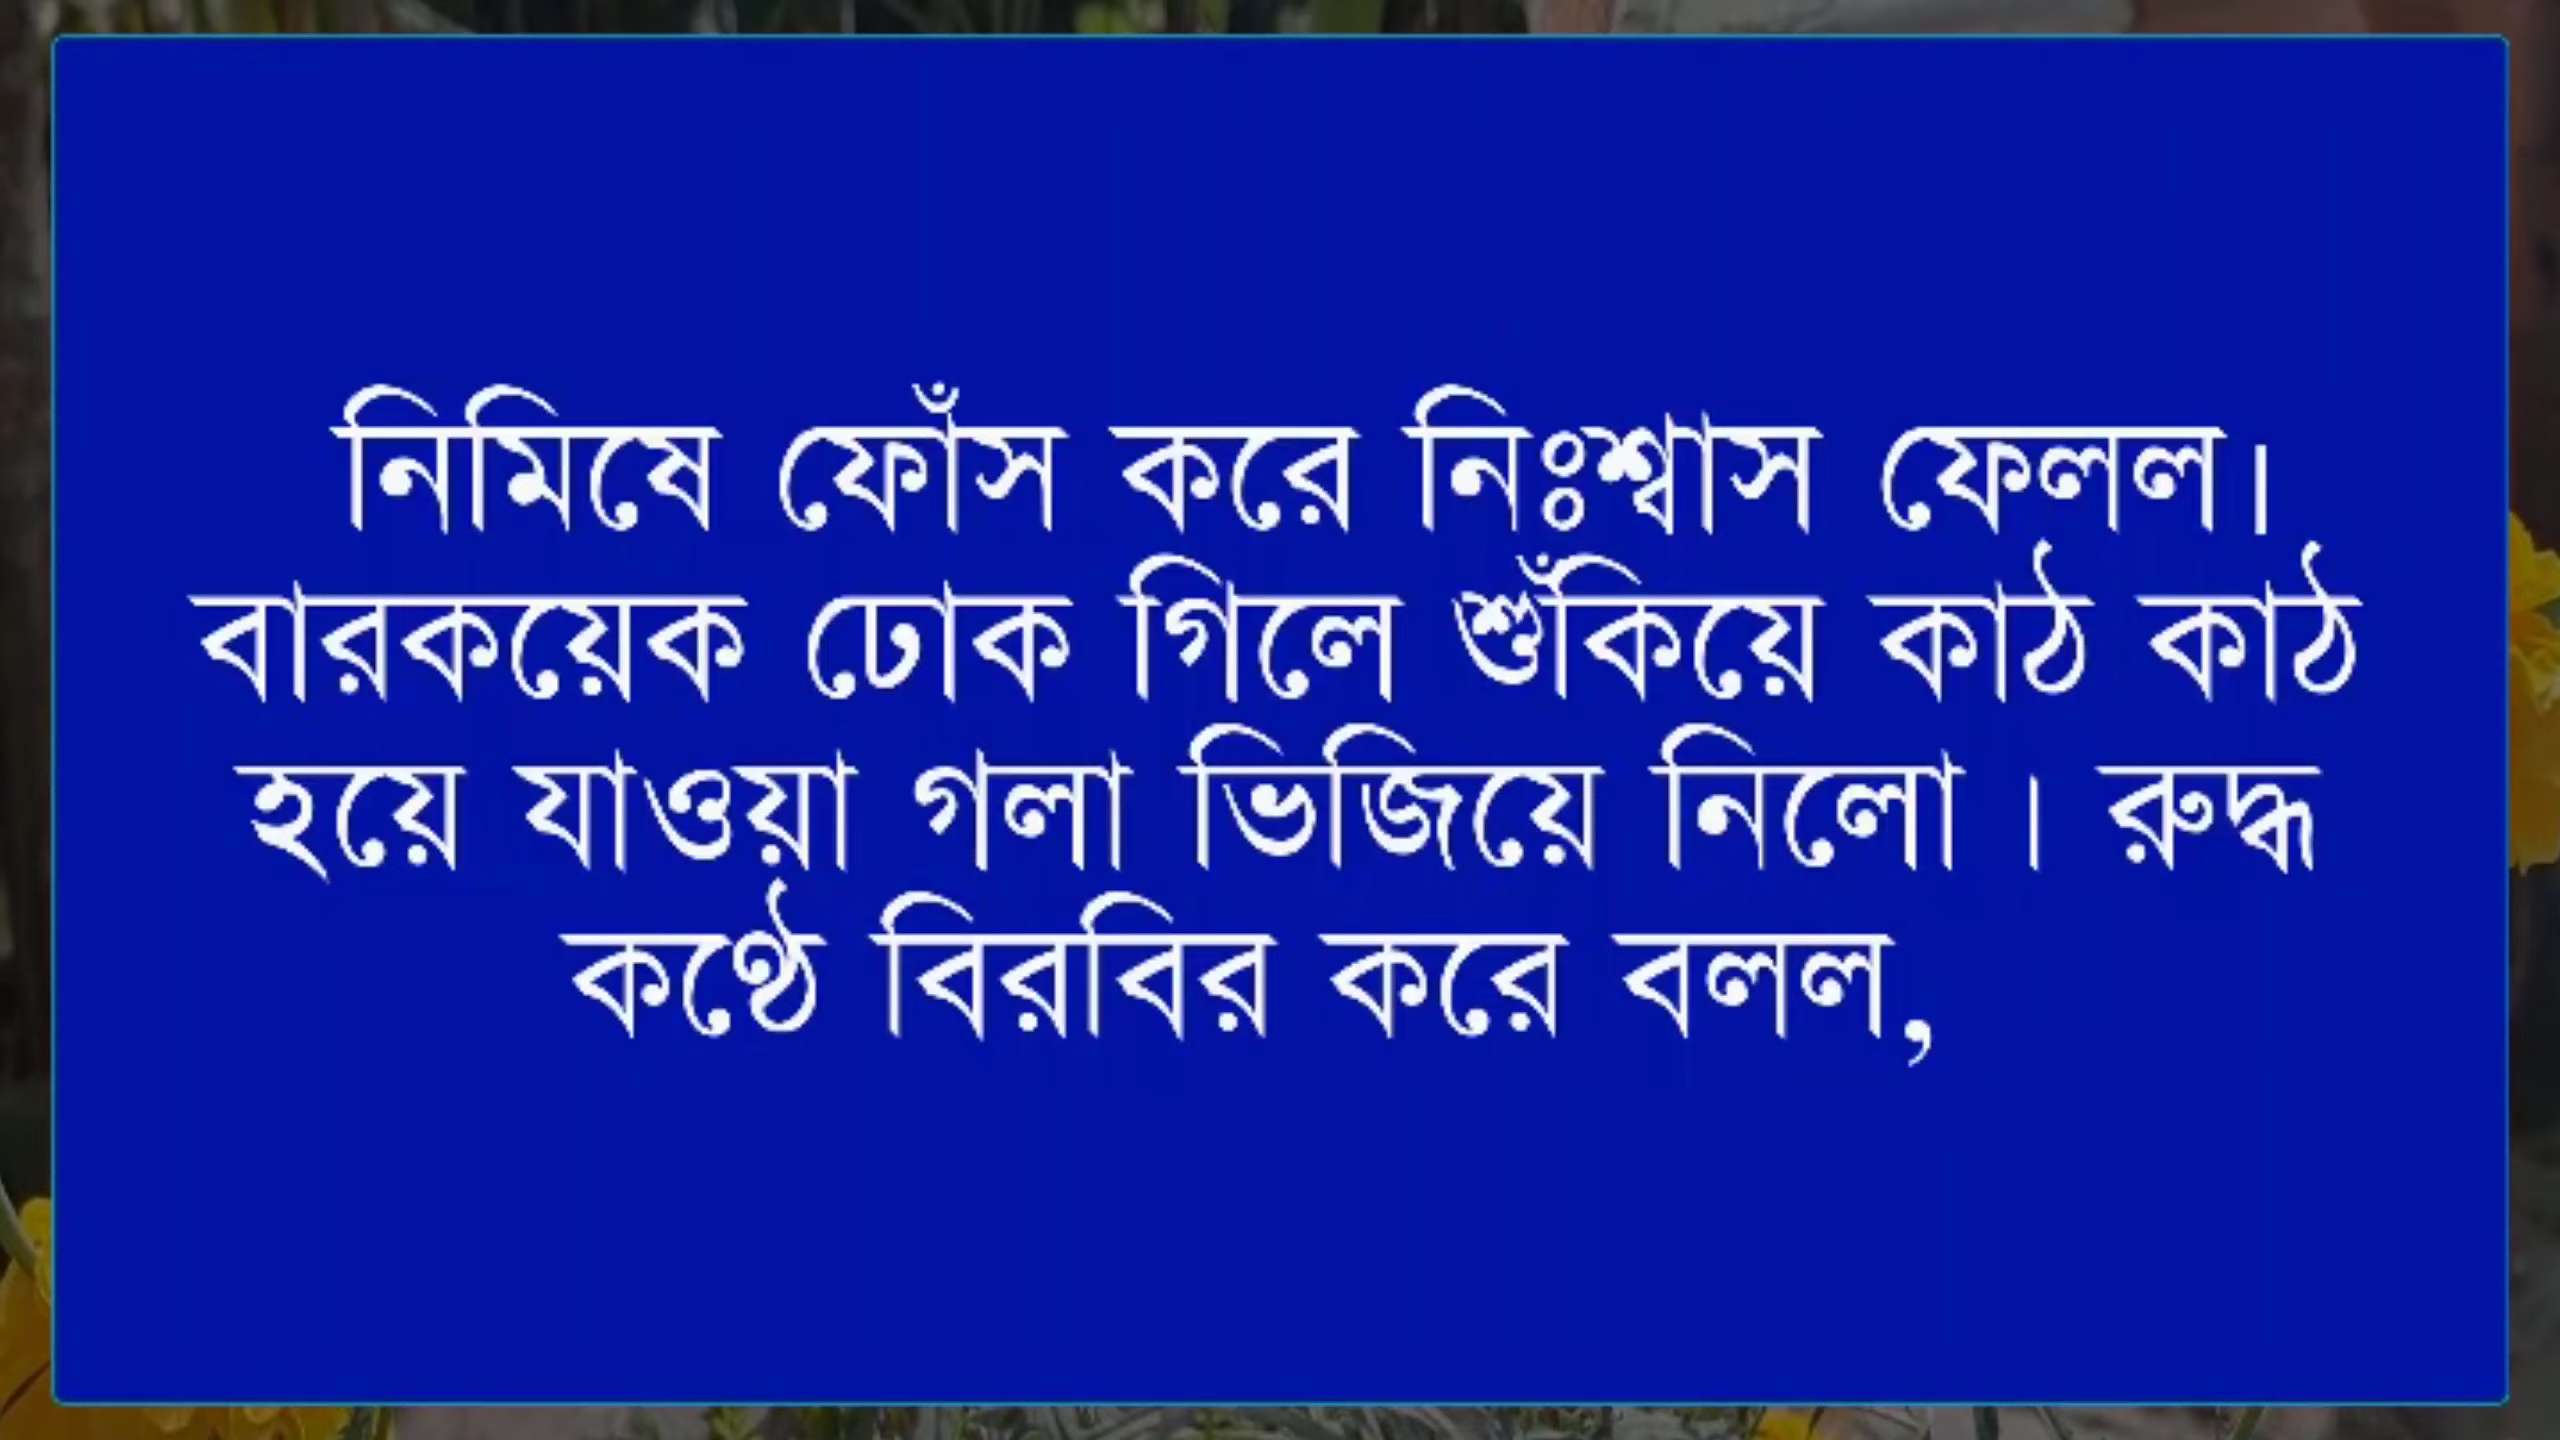 নিমিষে ফোঁস করে নিঃশ্বাস ফেলল।
বারকয়েক ঢোক গিলে শুঁকিয়ে কাঠ কাঠ
হয়ে যাওয়া গলা ভিজিয়ে নিলো । রুদ্ধ
কণ্ঠে বিরবির করে বলল,